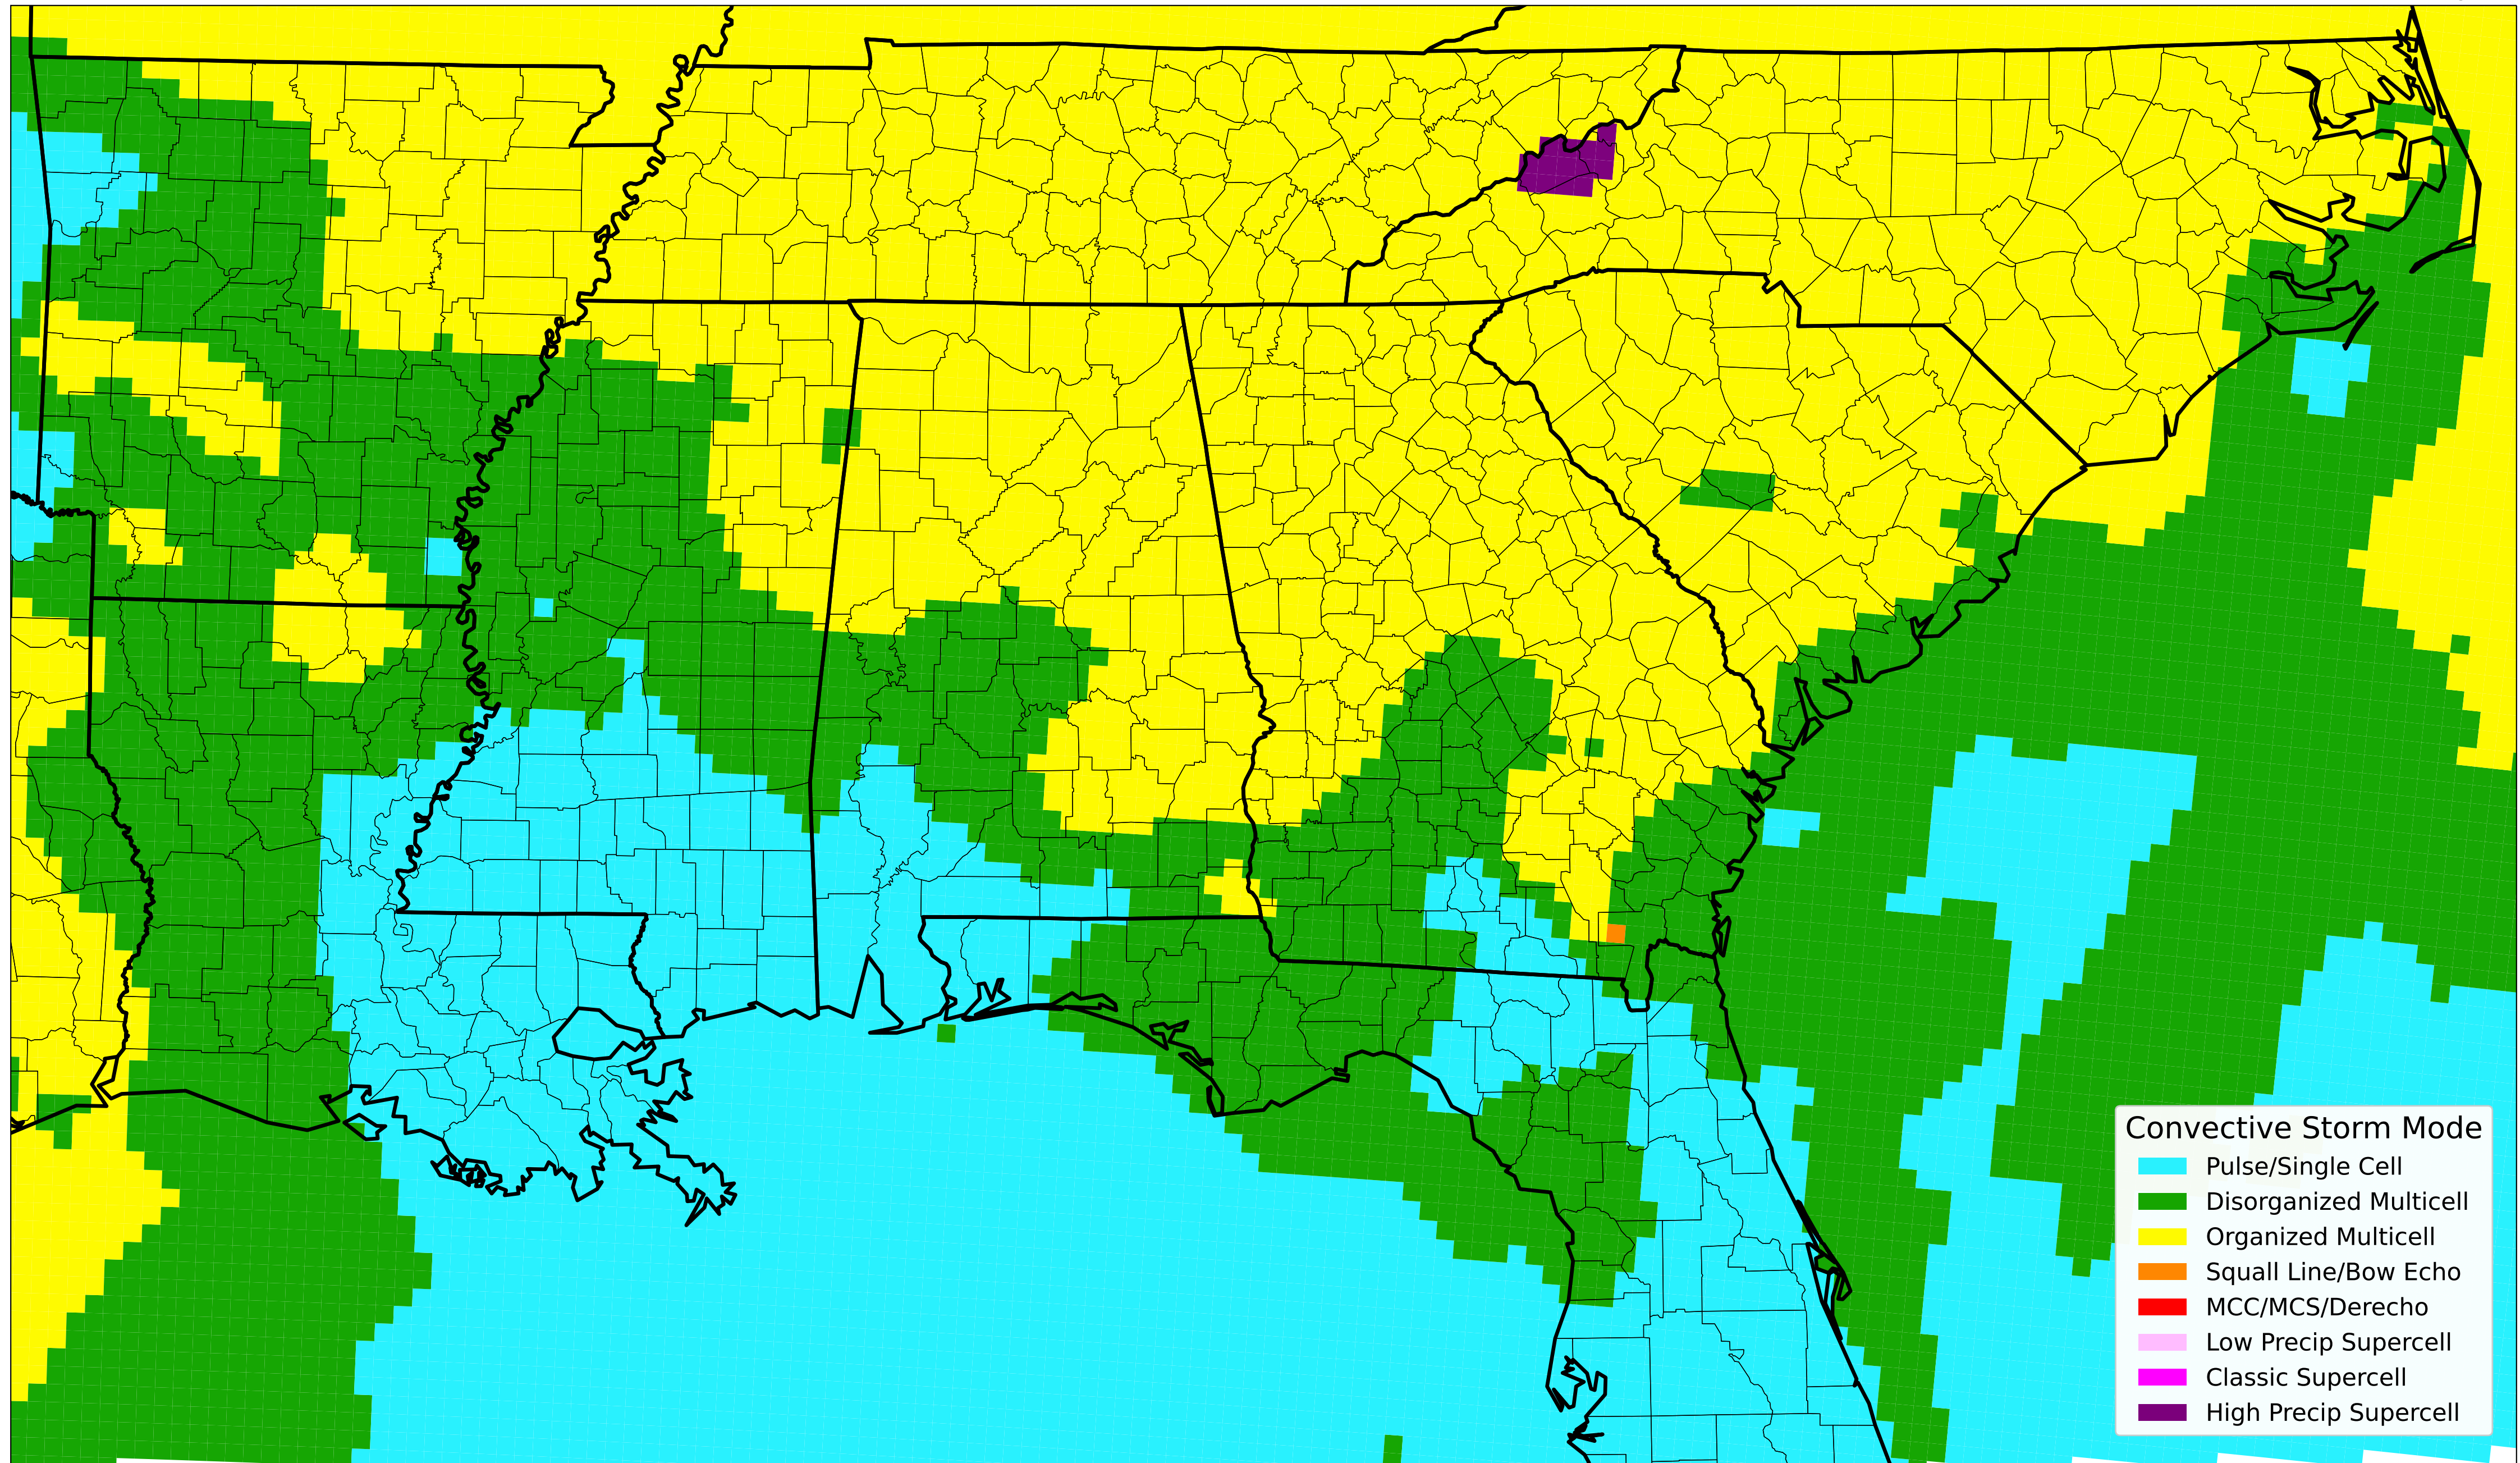 Convective Storm Mode
Pulse/Single Cell
Disorganized Multicell
Organized Multicell
Squall Line/Bow Echo
MCC/MCS/Derecho
Low Precip Supercell
Classic Supercell
High Precip Supercell